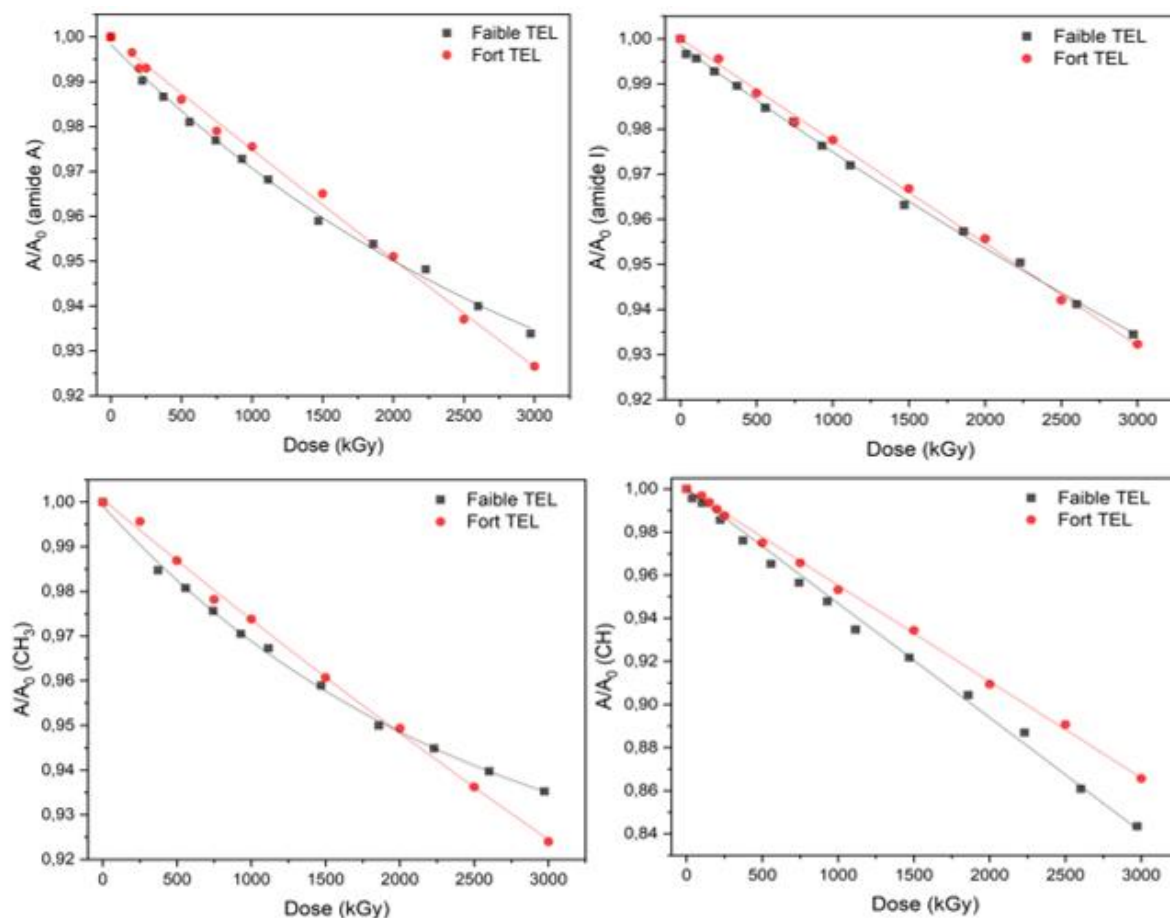 1,00
0,99
0,98
0,97
0,96
0,95
0,94
0,93
0,92
A/A₀ (amide A)
Faible TEL
Fort TEL
0 500 1000 1500 2000 2500 3000
Dose (kGy)
1,00
0,99
0,98
0,97
0,96
0,95
0,94
0,93
0,92
A/A₀ (amide I)
Faible TEL
Fort TEL
0 500 1000 1500 2000 2500 3000
Dose (kGy)
1,00
0,99
0,98
0,97
0,96
0,95
0,94
0,93
0,92
A/A₀ (CH₃)
Faible TEL
Fort TEL
0 500 1000 1500 2000 2500 3000
Dose (kGy)
1,00
0,98
0,96
0,94
0,92
0,90
0,88
0,86
0,84
A/A₀ (CH)
Faible TEL
Fort TEL
0 500 1000 1500 2000 2500 3000
Dose (kGy)